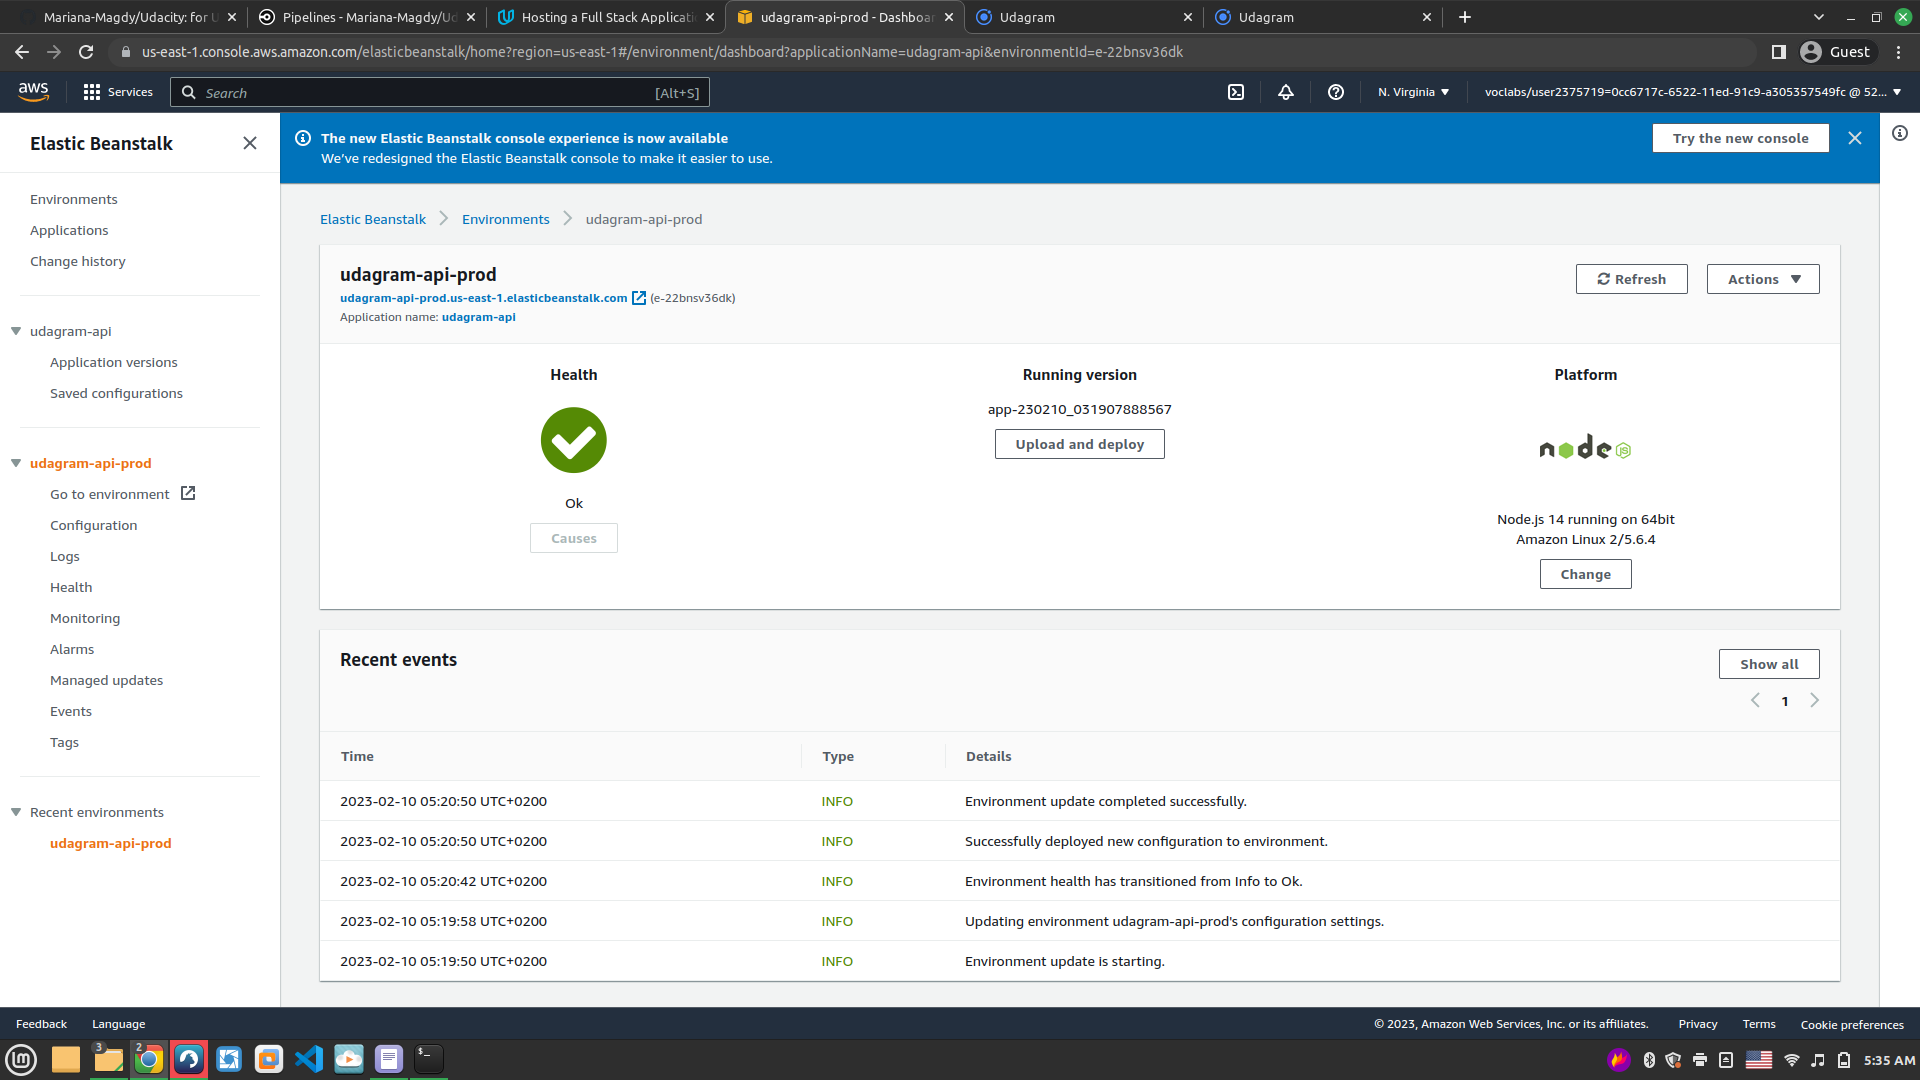 Mariana-Magdy/Udacity: for U
Pipelines - Mariana-Magdy/Ud
Hosting a Full Stack Applicati
udagram-api-prod - Dashboar
Udagram
Udagram
us-east-1.console.aws.amazon.com/elasticbeanstalk/home?region=us-east-1#/environment/dashboard?applicationName=udagram-api&environmentId=e-22bnsv36dk
Guest
aws
Services
Search
[Alt+S]
N. Virginia
voclabs/user2375719=0cc6717c-6522-11ed-91c9-a305357549fc @ 52...
Elastic Beanstalk
Environments
Applications
Change history
udagram-api
Application versions
Saved configurations
udagram-api-prod
Go to environment
Configuration
Logs
Health
Monitoring
Alarms
Managed updates
Events
Tags
Recent environments
udagram-api-prod
The new Elastic Beanstalk console experience is now available
We've redesigned the Elastic Beanstalk console to make it easier to use.
Try the new console
Elastic Beanstalk
Environments
udagram-api-prod
udagram-api-prod
udagram-api-prod.us-east-1.elasticbeanstalk.com (e-22bnsv36dk)
Application name: udagram-api
Refresh
Actions
Health
Ok
Causes
Running version
app-230210_031907888567
Upload and deploy
Platform
node JS
Node.js 14 running on 64bit
Amazon Linux 2/5.6.4
Change
Recent events
Show all
1
Time Type Details
2023-02-10 05:20:50 UTC+0200 INFO Environment update completed successfully.
2023-02-10 05:20:50 UTC+0200 INFO Successfully deployed new configuration to environment.
2023-02-10 05:20:42 UTC+0200 INFO Environment health has transitioned from Info to Ok.
2023-02-10 05:19:58 UTC+0200 INFO Updating environment udagram-api-prod's configuration settings.
2023-02-10 05:19:50 UTC+0200 INFO Environment update is starting.
Feedback
Language
© 2023, Amazon Web Services, Inc. or its affiliates.
Privacy
Terms
Cookie preferences
3
2
$_
5:35 AM